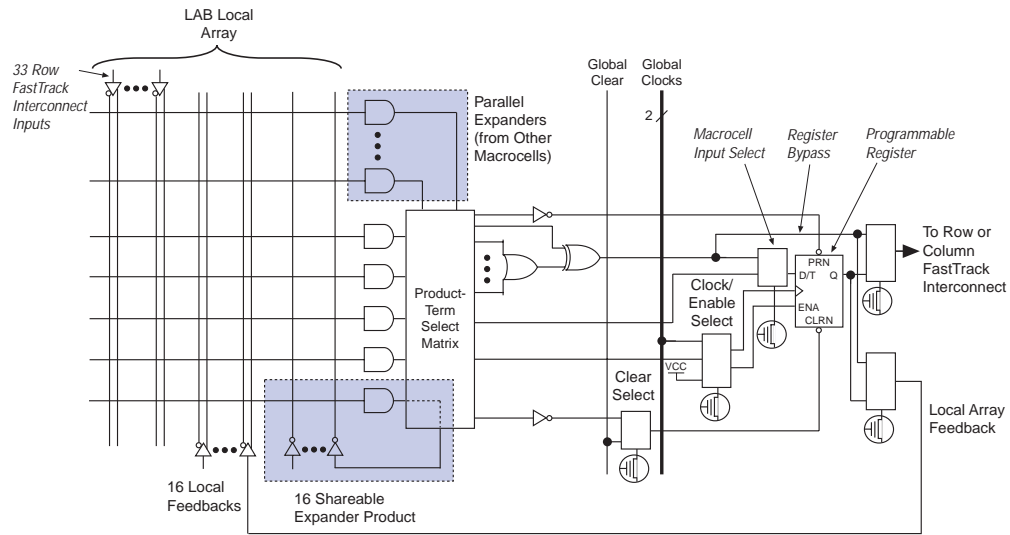 LAB Local
Array
33 Row
FastTrack
Interconnect
Inputs
Parallel
Expanders
(from Other
Macrocells)
Global
Clear
Global
Clocks
2
Macrocell
Input Select
Register
Bypass
Programmable
Register
To Row or
Column
FastTrack
Interconnect
PRN
D/T
Q
ENA
CLRN
Product-
Term
Select
Matrix
Clock/
Enable
Select
VCC
Clear
Select
Local Array
Feedback
16 Local
Feedbacks
16 Shareable
Expander Product